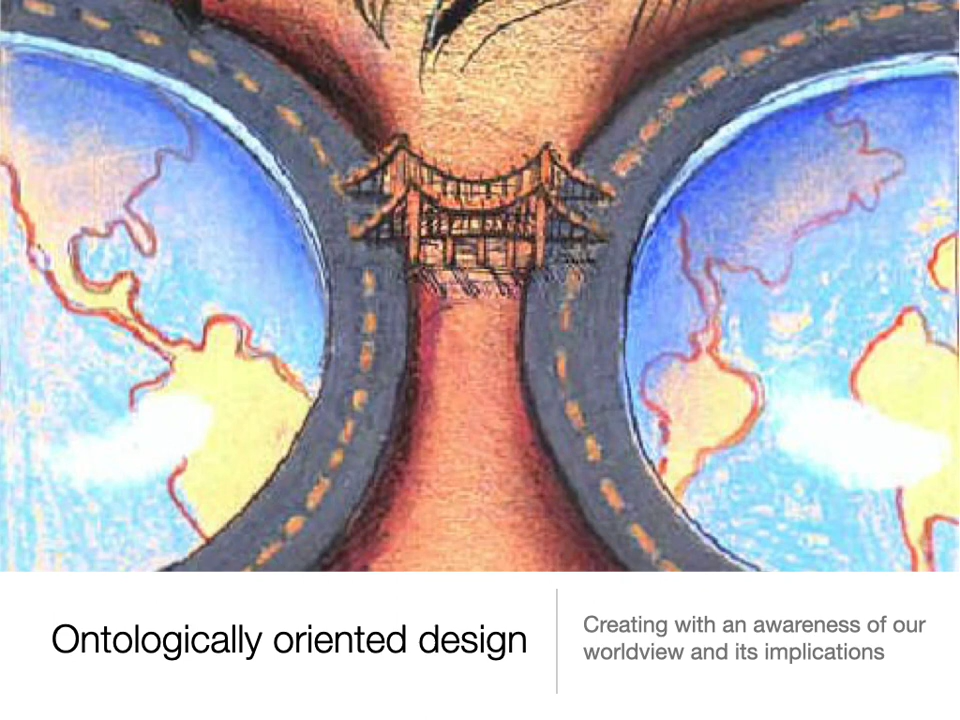 Ontologically oriented design
Creating with an awareness of our
worldview and its implications